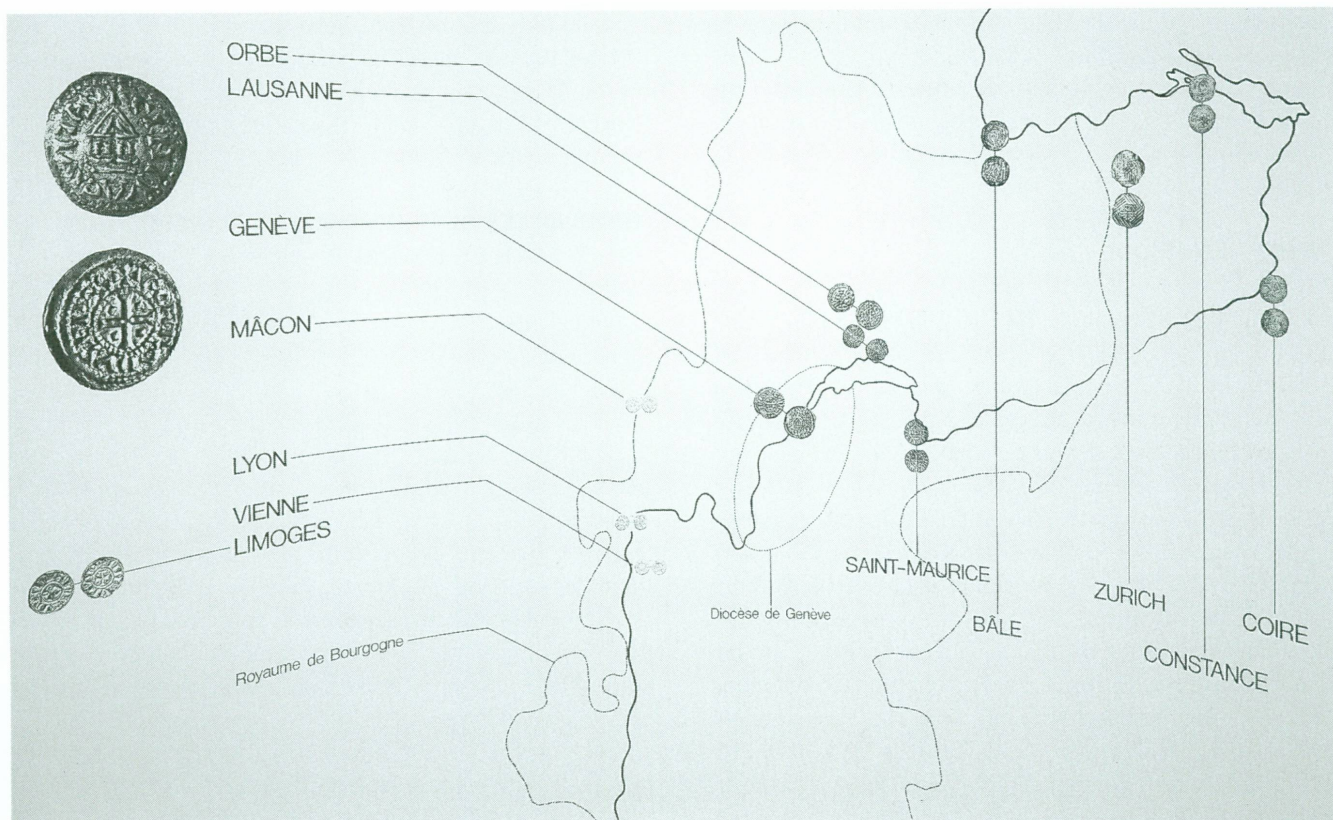 ORBE
LAUSANNE
GENÈVE
MÂCON
LYON
VIENNE
LIMOGES
Royaume de Bourgogne
Diocèse de Genève
SAINT-MAURICE
BÂLE
ZURICH
CONSTANCE
COIRE